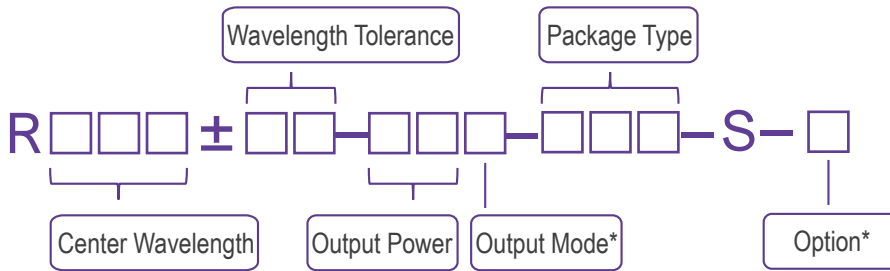 Wavelength Tolerance
Package Type
R□□□ ± □□—□□□—□□□—S—□
Center Wavelength
Output Power
Output Mode*
Option*